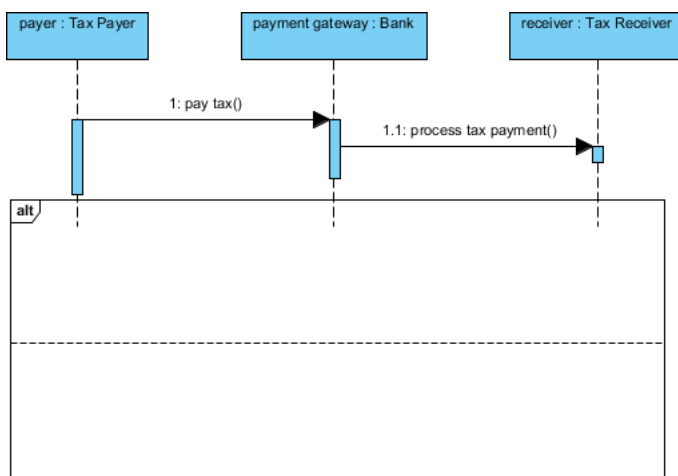 payer : Tax Payer
payment gateway : Bank
receiver : Tax Receiver
1: pay tax()
1.1: process tax payment()
alt